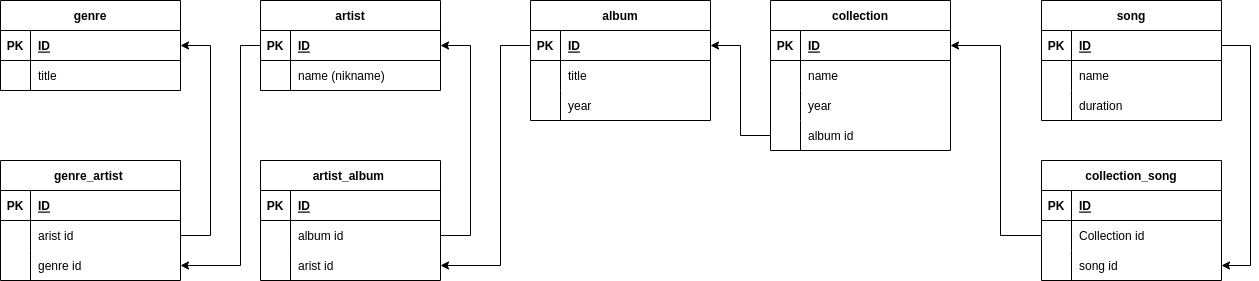 genre
PK ID
title
artist
PK ID
name (nikname)
album
PK ID
title
year
collection
PK ID
name
year
album id
song
PK ID
name
duration
genre_artist
PK ID
arist id
genre id
artist_album
PK ID
album id
arist id
collection_song
PK ID
Collection id
song id